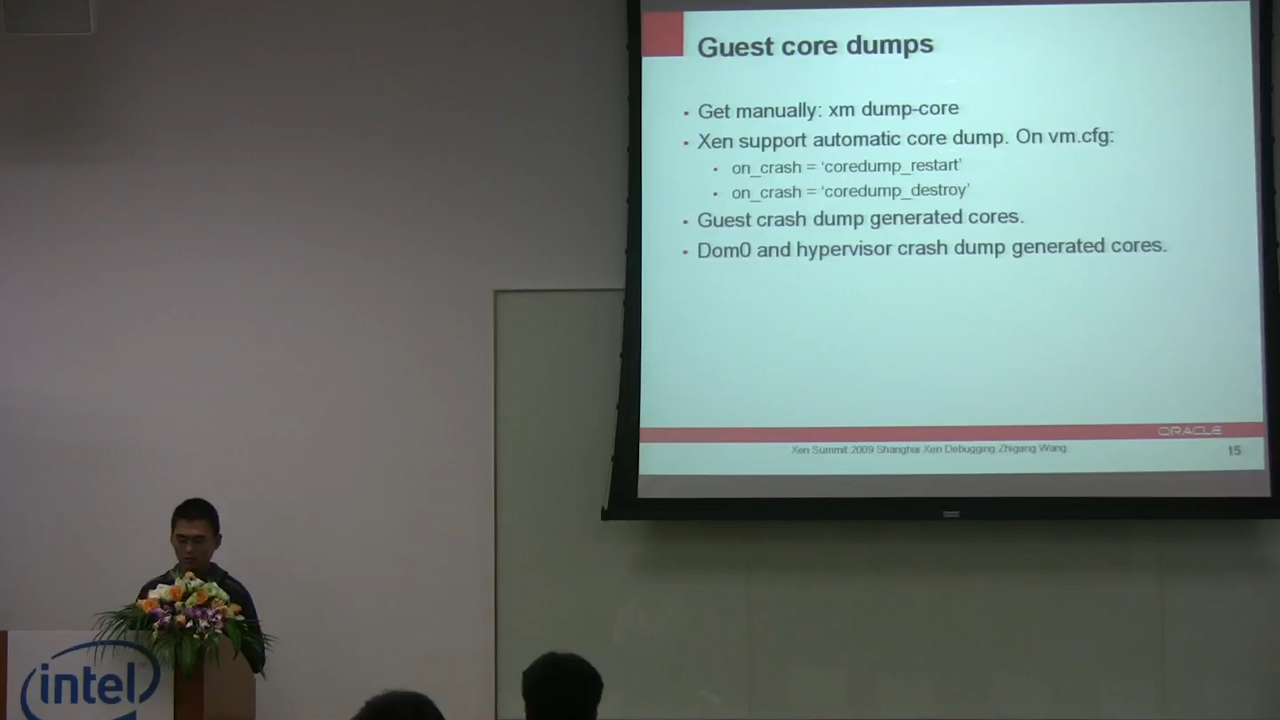 Guest core dumps
• Get manually: xm dump-core
• Xen support automatic core dump. On vm.cfg:
• on_crash = ‘coredump_restart’
• on_crash = ‘coredump_destroy’
• Guest crash dump generated cores.
• Dom0 and hypervisor crash dump generated cores.
ORACLE
Xen Summit 2009 Shanghai Xen Debugging Zhigang Wang
15
intel